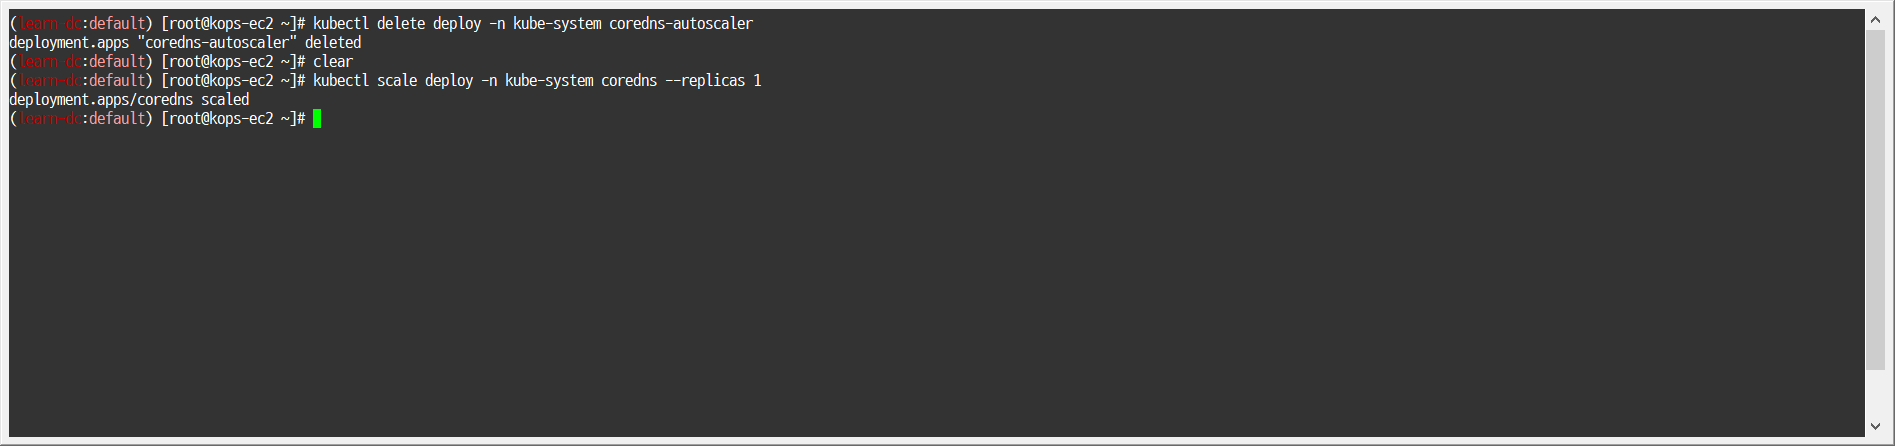 (learn-dc:default) [root@kops-ec2 ~]# kubectl delete deploy -n kube-system coredns-autoscaler
deployment.apps "coredns-autoscaler" deleted
(learn-dc:default) [root@kops-ec2 ~]# clear
(learn-dc:default) [root@kops-ec2 ~]# kubectl scale deploy -n kube-system coredns --replicas 1
deployment.apps/coredns scaled
(learn-dc:default) [root@kops-ec2 ~]#